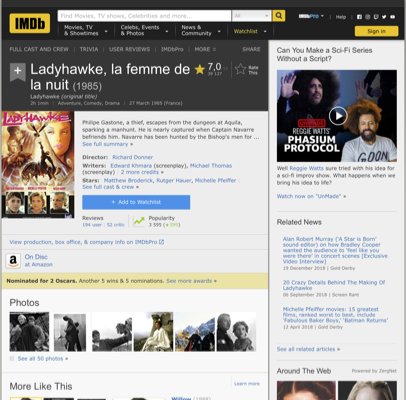 IMDb
Find Movies, TV shows, Celebrities and more...
All
IMDbPro
Help
Movies, TV & Showtimes
Celebs, Events & Photos
News & Community
Watchlist
Sign in
FULL CAST AND CREW | TRIVIA | USER REVIEWS | IMDbPro | MORE
SHARE
Ladyhawke, la femme de la nuit (1985)
Ladyhawke (original title)
2h 1min | Adventure, Comedy, Drama | 27 March 1985 (France)
7,0
Rate This
Philipe Gastone, a thief, escapes from the dungeon at Aquila,
sparking a manhunt. He is nearly captured when Captain Navarre
befriends him. Navarre has been hunted by the Bishop's men for ...
See full summary »
Director: Richard Donner
Writers: Edward Khmara (screenplay), Michael Thomas
(screenplay) | 2 more credits »
Stars: Matthew Broderick, Rutger Hauer, Michelle Pfeiffer |
See full cast & crew »
+ Add to Watchlist
Reviews
194 user | 52 critic
Popularity
View production, box office, & company info on IMDbPro
On Disc
at Amazon
Nominated for 2 Oscars. Another 5 wins & 5 nominations. See more awards »
Photos
See all 50 photos »
More Like This
Learn more
Willow (1988)
Can You Make a Sci-Fi Series
Without a Script?
REGGIE WATTS'
PHASIUM
PROTOCOL
Well Reggie Watts sure tried with his idea for
a sci-fi improv show. What happens when we
bring his idea to life?
Watch now on "UnMade" »
Related News
Alan Robert Murray ('A Star is Born'
sound editor) on how Bradley Cooper
wanted the audience to 'feel like you
were there' in concert scenes [Exclusive
Video Interview]
19 December 2018 | Gold Derby
20 Crazy Details Behind The Making Of
Ladyhawke
06 September 2018 | Screen Rant
Michelle Pfeiffer movies: 15 greatest
films, ranked worst to best, include
'Fabulous Baker Boys,' 'Batman Returns'
12 April 2018 | Gold Derby
See all related articles »
Around The Web
Powered by ZergNet